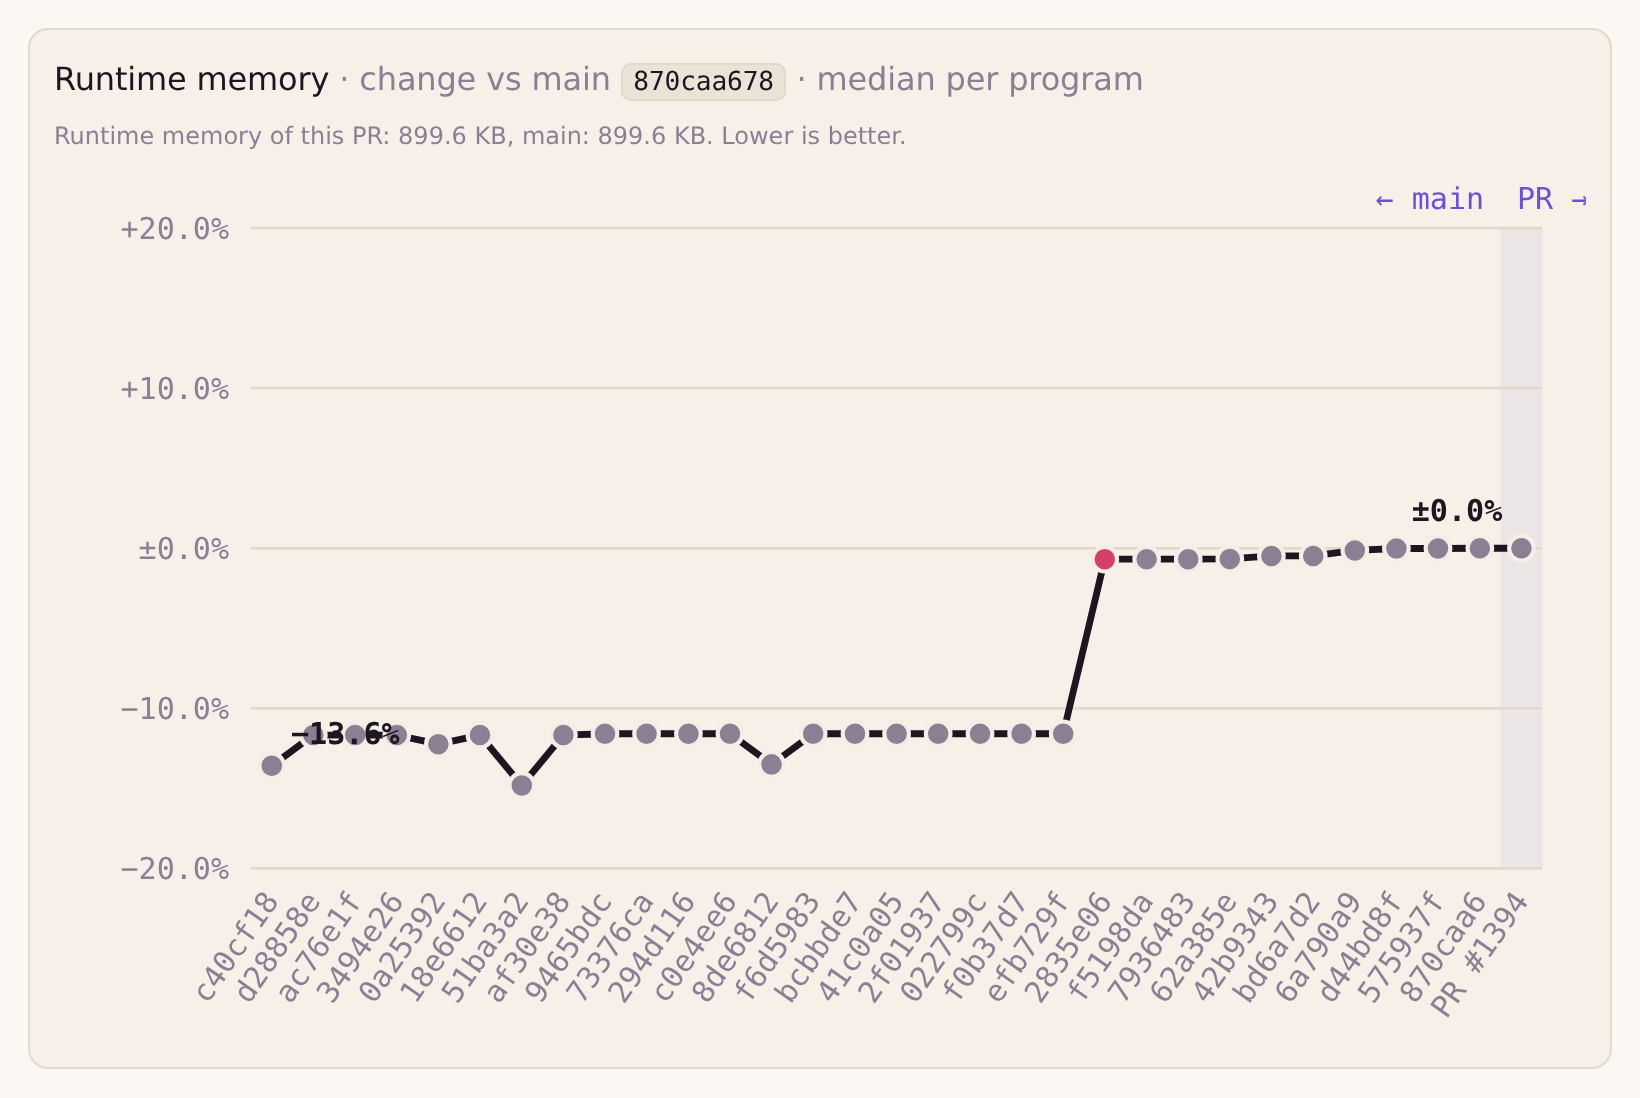 Runtime memory · change vs main 870caa678 · median per program
Runtime memory of this PR: 899.6 KB, main: 899.6 KB. Lower is better.
← main PR →
+20.0%
+10.0%
±0.0%
±0.0%
−10.0%
−13.6%
−20.0%
c40cf18
d28858e
ac76e1f
3494e26
0a25392
18e6612
51ba3a2
af30e38
9465bdc
73376ca
294d116
c0e4ee6
8de6812
f6d5983
bcbbde7
41c0a05
2f01937
022799c
f0b37d7
efb729f
2835e06
f5198da
7936483
62a385e
42b9343
bd6a7d2
6a790a9
d44bd8f
575937f
870caa6
PR #1394